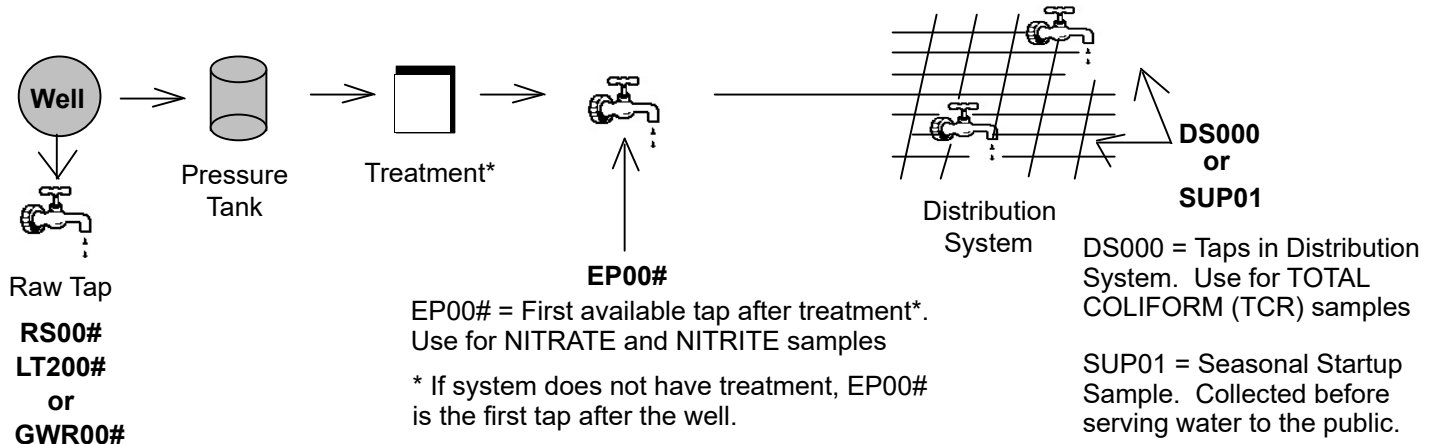 Well
Raw Tap
RS00#
LT200#
or
GWR00#
Pressure
Tank
Treatment*
EP00#
EP00# = First available tap after treatment*.
Use for NITRATE and NITRITE samples
* If system does not have treatment, EP00#
is the first tap after the well.
Distribution
System
DS000
or
SUP01
DS000 = Taps in Distribution
System. Use for TOTAL
COLIFORM (TCR) samples
SUP01 = Seasonal Startup
Sample. Collected before
serving water to the public.